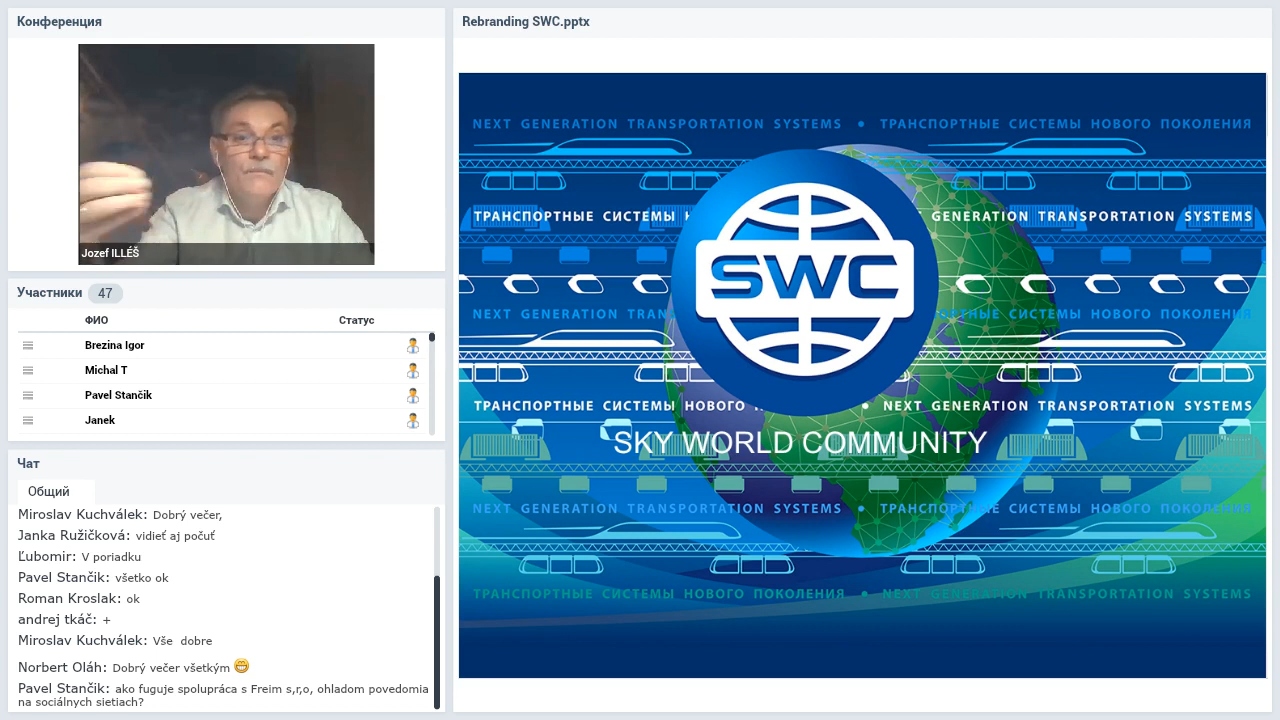 Конференция
Jozef ILLÉŠ
Участники 47
ФИО Статус
Brezina Igor
Michal T
Pavel Stančik
Janek
Чат
Общий
Miroslav Kuchválek: Dobrý večer,
Janka Ružičková: vidieť aj počuť
Ľubomir: V poriadku
Pavel Stančik: všetko ok
Roman Kroslak: ok
andrej tkáč: +
Miroslav Kuchválek: Vše dobre
Norbert Oláh: Dobrý večer všetkým
Pavel Stančik: ako fuguje spolupráca s Freim s,r,o, ohladom povedomia
na sociálnych sietiach?
Rebranding SWC.pptx
NEXT GENERATION TRANSPORTATION SYSTEMS • ТРАНСПОРТНЫЕ СИСТЕМЫ НОВОГО ПОКОЛЕНИЯ
ТРАНСПОРТНЫЕ СИСТЕМЫ GENERATION TRANSPORTATION SYSTEMS
SWC
NEXT GENERATION TRANSPORTATION СИСТЕМЫ НОВОГО ПОКОЛЕНИЯ
ТРАНСПОРТНЫЕ СИСТЕМЫ НОВОГО • NEXT GENERATION TRANSPORTATION SYSTEMS
SKY WORLD COMMUNITY
NEXT GENERATION TRANSPORTATION SYSTEMS • ТРАНСПОРТНЫЕ СИСТЕМЫ НОВОГО ПОКОЛЕНИЯ
ТРАНСПОРТНЫЕ СИСТЕМЫ НОВОГО ПОКОЛЕНИЯ • NEXT GENERATION TRANSPORTATION SYSTEMS